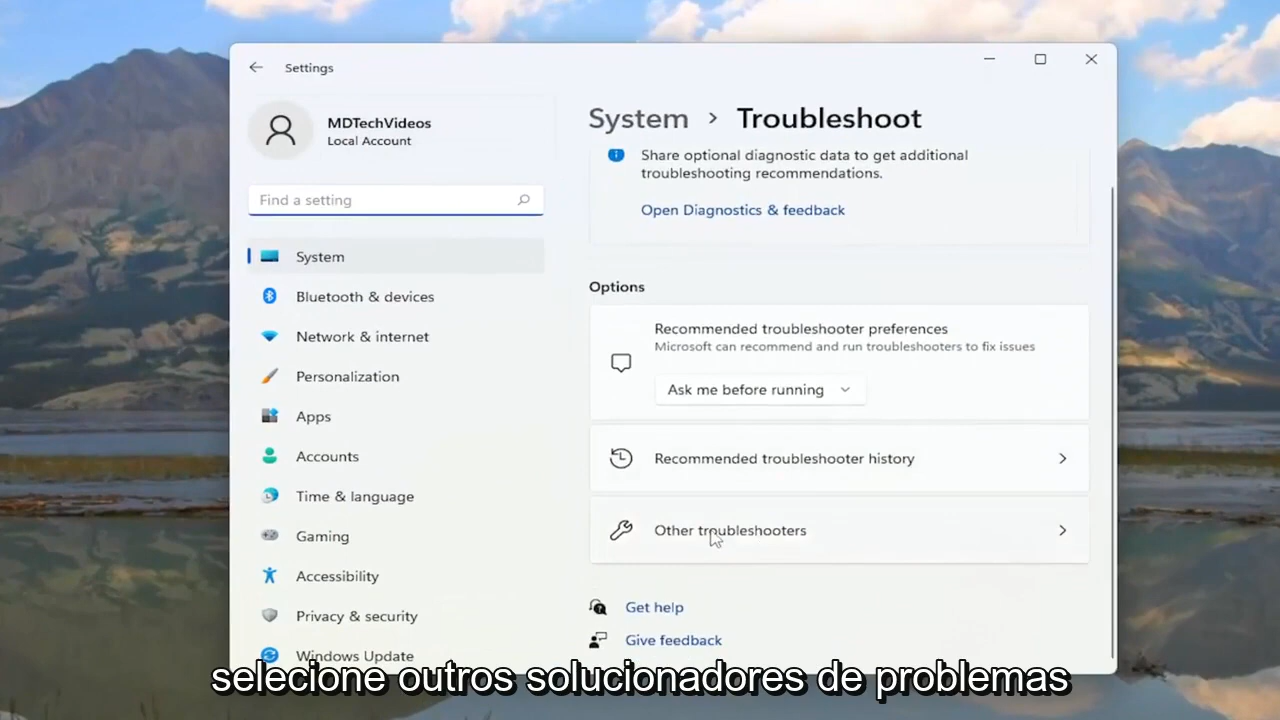 Settings
MDTechVideos
Local Account
Find a setting
System
Bluetooth & devices
Network & internet
Personalization
Apps
Accounts
Time & language
Gaming
Accessibility
Privacy & security
Windows Update
System > Troubleshoot
Share optional diagnostic data to get additional
troubleshooting recommendations.
Open Diagnostics & feedback
Options
Recommended troubleshooter preferences
Microsoft can recommend and run troubleshooters to fix issues
Ask me before running
Recommended troubleshooter history
Other troubleshooters
Get help
Give feedback
selecione outros solucionadores de problemas